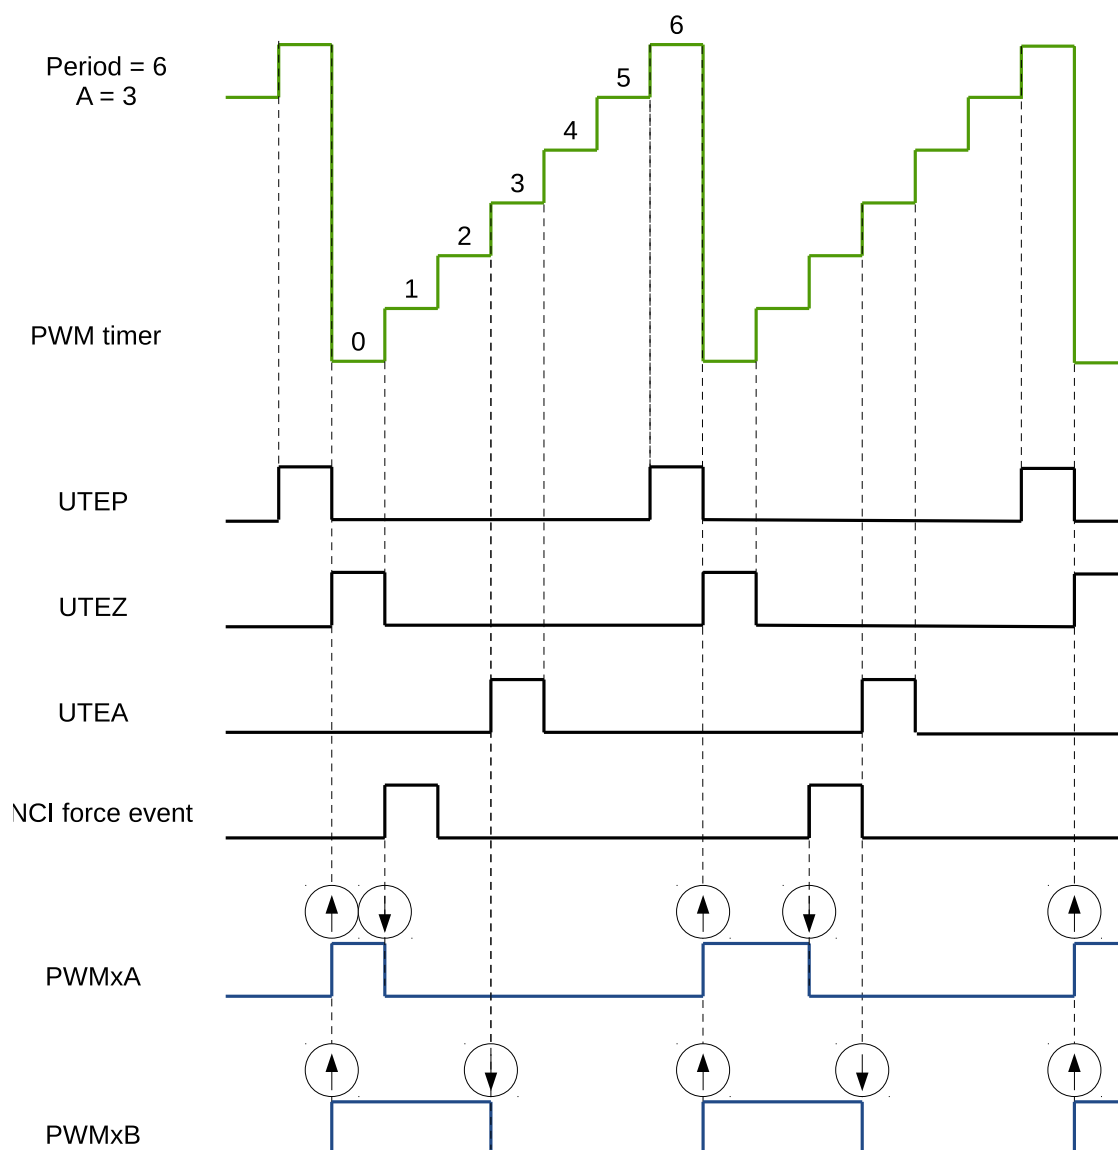 6
Period = 6
A = 3
5
4
3
2
1
PWM timer
0
UTEP
UTEZ
UTEA
NCI force event
PWMxA
PWMxB